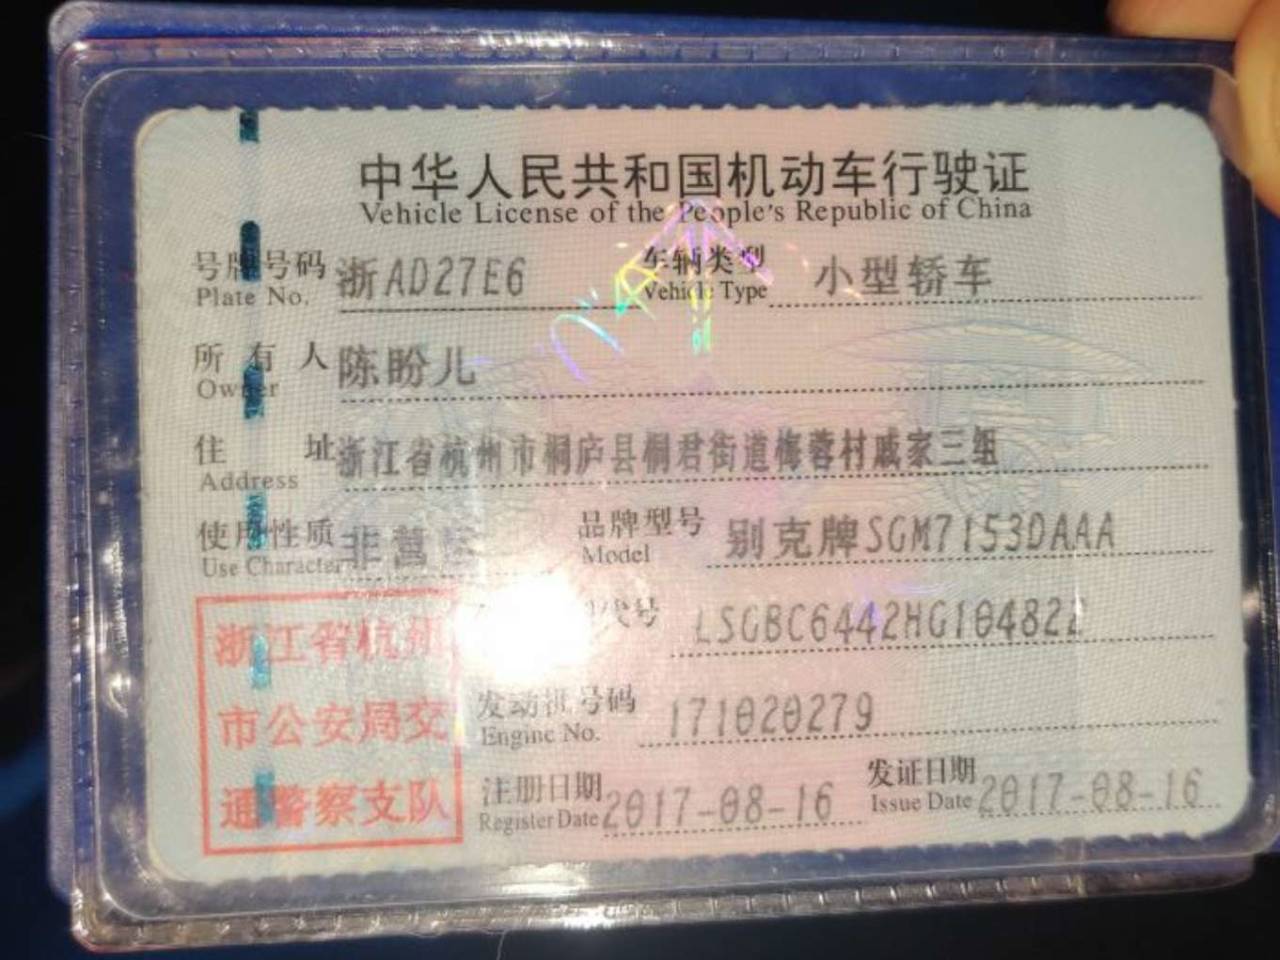 中华人民共和国机动车行驶证
Vehicle License of the People's Republic of China
号牌号码 浙AD27E6 车辆类型 小型轿车
Plate No. Vehicle Type
所有人 陈盼儿
Owner
住址 浙江省杭州市桐庐县桐君街道梅蓉村戚家三组
Address
使用性质 非营运 品牌型号 别克牌SGM7153DAAA
Use Character Model
代号 LSGBC6442HG104822
浙江省杭州
市公安局交
通警察支队
发动机号码 171020279
Engine No.
注册日期 2017-08-16 发证日期 2017-08-16
Register Date Issue Date